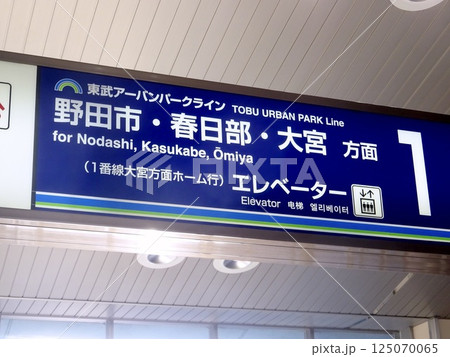 東武アーバンパークライン TOBU URBAN PARK Line
野田市・春日部・大宮 方面
for Nodashi, Kasukabe, Ōmiya
1
(1番線大宮方面ホーム行) エレベーター
Elevator 电梯 엘리베이터
PIXTA
pixta.jp - 125070065